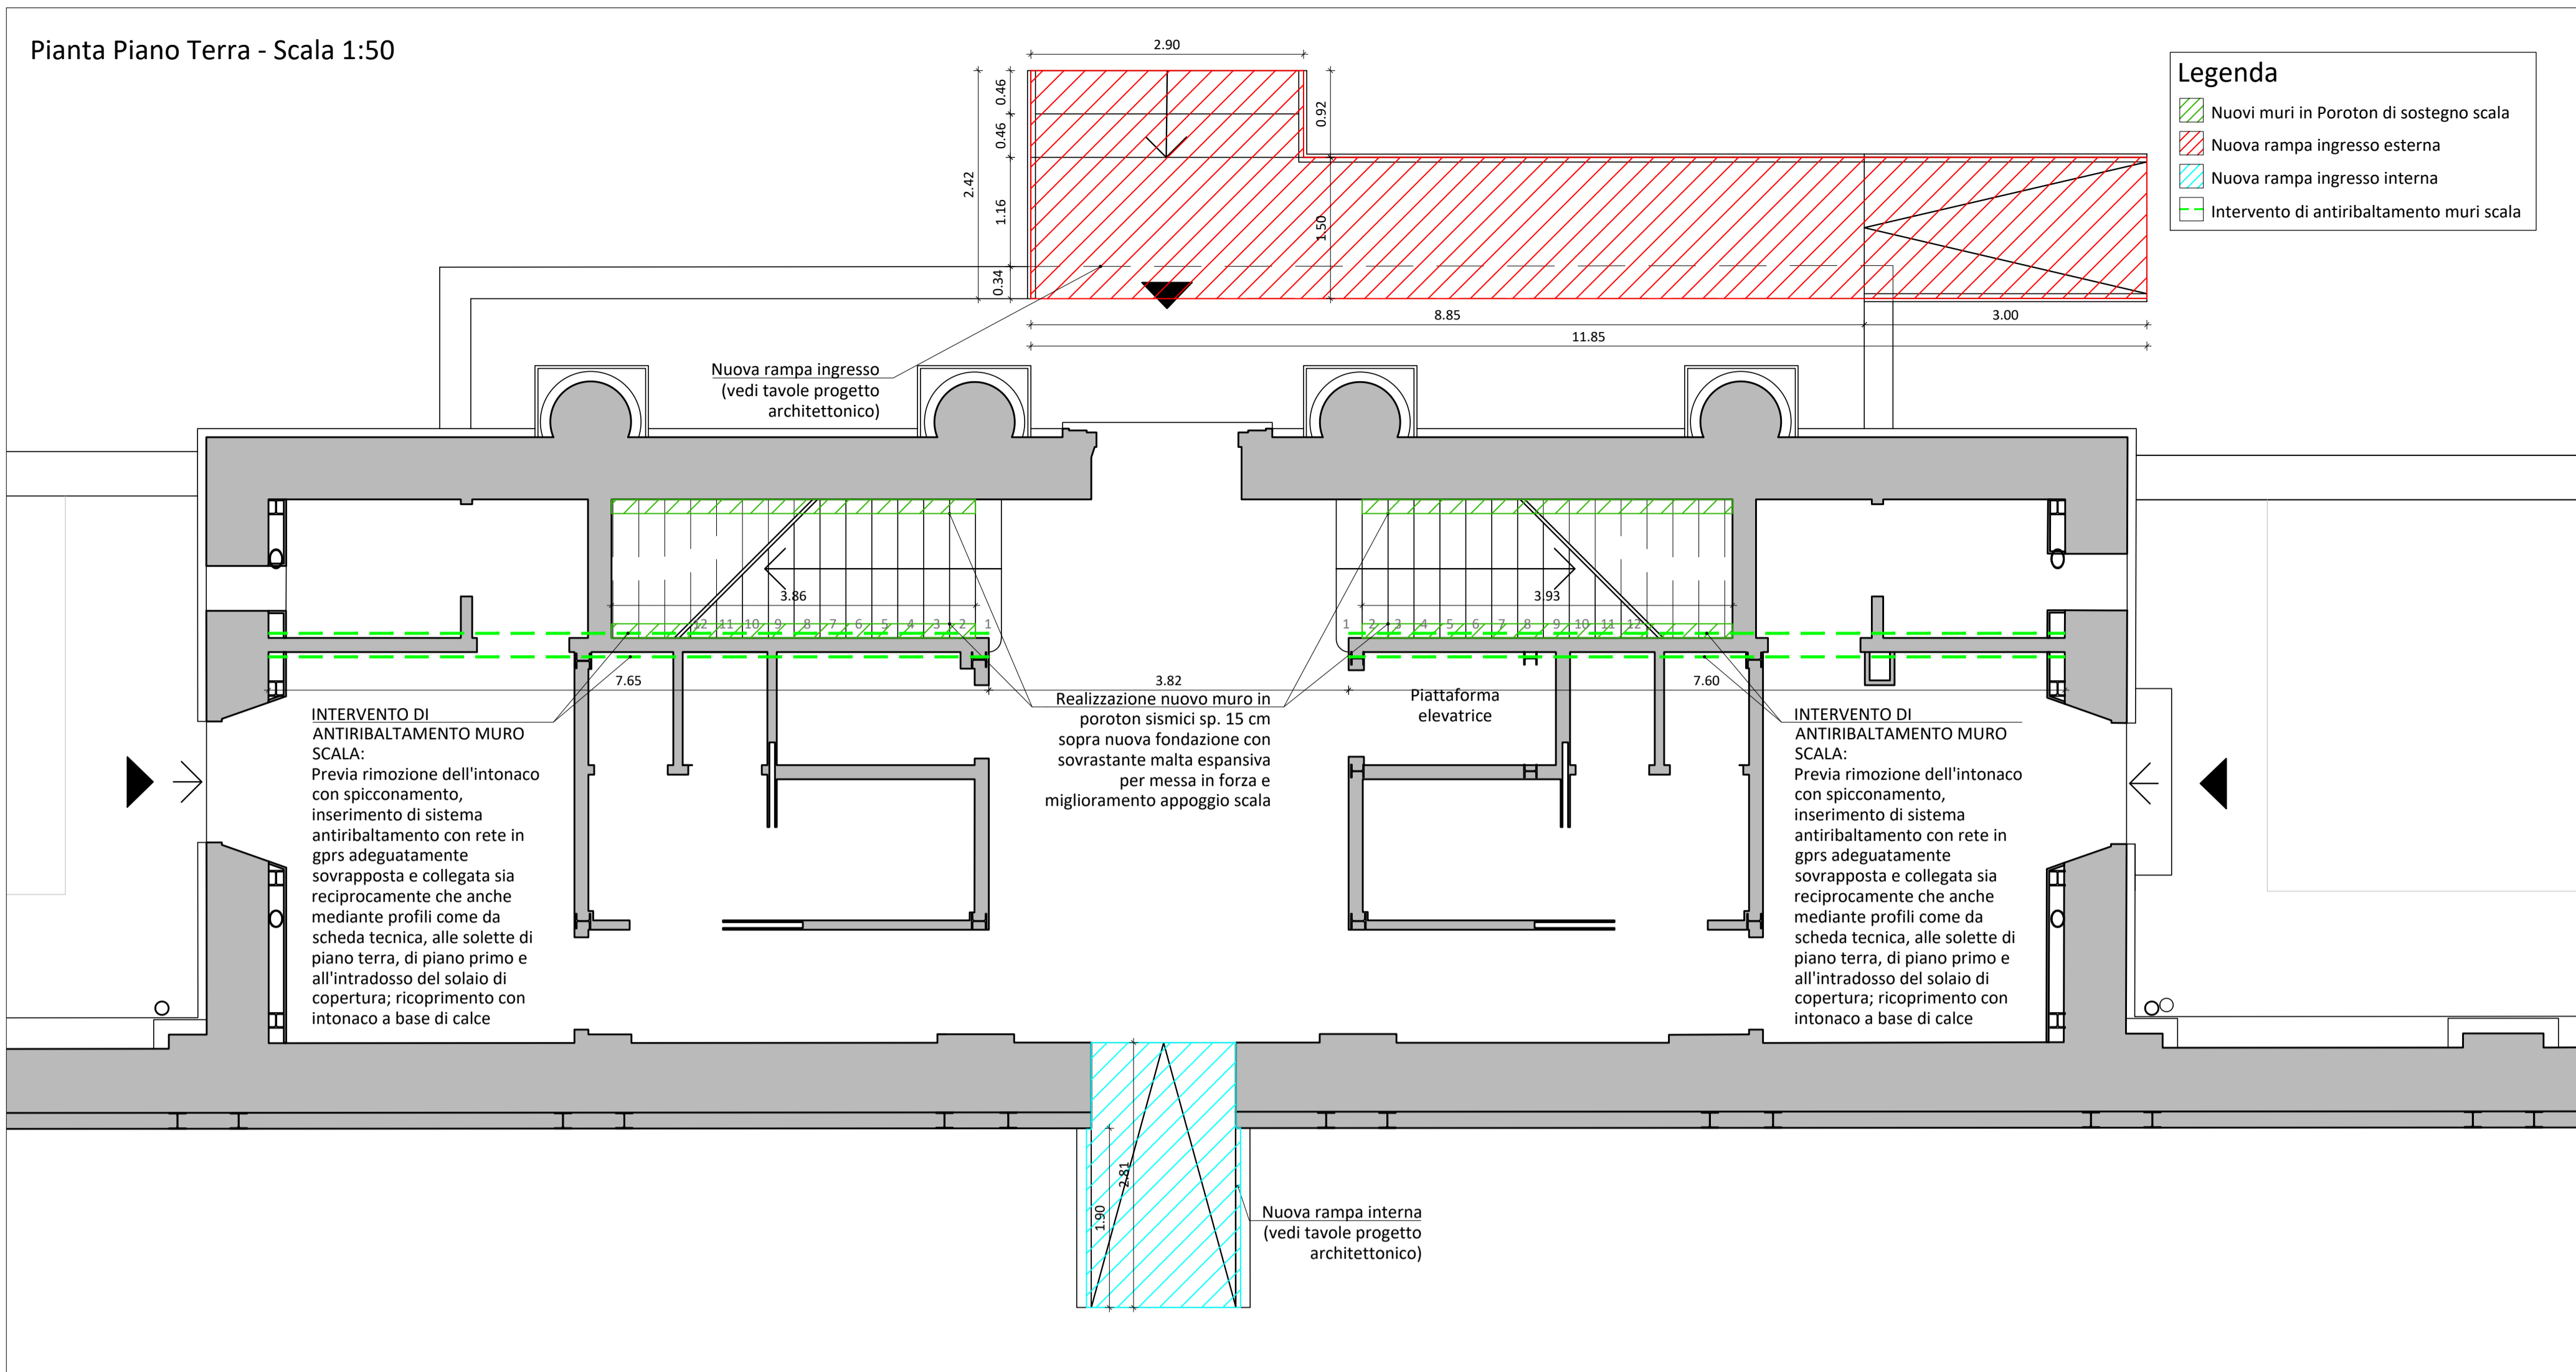 Pianta Piano Terra - Scala 1:50
Legenda
Nuovi muri in Poroton di sostegno scala
Nuova rampa ingresso esterna
Nuova rampa ingresso interna
Intervento di antiribaltamento muri scala
2.90
0.46
0.46
0.92
2.42
1.16
1.50
0.34
8.85
3.00
11.85
Nuova rampa ingresso
(vedi tavole progetto
architettonico)
3.86
3.93
12 11 10 9 8 7 6 5 4 3 2 1
1 2 3 4 5 6 7 8 9 10 11 12
7.65
3.82
7.60
Realizzazione nuovo muro in
poroton sismici sp. 15 cm
sopra nuova fondazione con
sovrastante malta espansiva
per messa in forza e
miglioramento appoggio scala
Piattaforma
elevatrice
INTERVENTO DI
ANTIRIBALTAMENTO MURO
SCALA:
Previa rimozione dell'intonaco
con spicconamento,
inserimento di sistema
antiribaltamento con rete in
gprs adeguatamente
sovrapposta e collegata sia
reciprocamente che anche
mediante profili come da
scheda tecnica, alle solette di
piano terra, di piano primo e
all'intradosso del solaio di
copertura; ricoprimento con
intonaco a base di calce
INTERVENTO DI
ANTIRIBALTAMENTO MURO
SCALA:
Previa rimozione dell'intonaco
con spicconamento,
inserimento di sistema
antiribaltamento con rete in
gprs adeguatamente
sovrapposta e collegata sia
reciprocamente che anche
mediante profili come da
scheda tecnica, alle solette di
piano terra, di piano primo e
all'intradosso del solaio di
copertura; ricoprimento con
intonaco a base di calce
2.81
1.90
Nuova rampa interna
(vedi tavole progetto
architettonico)